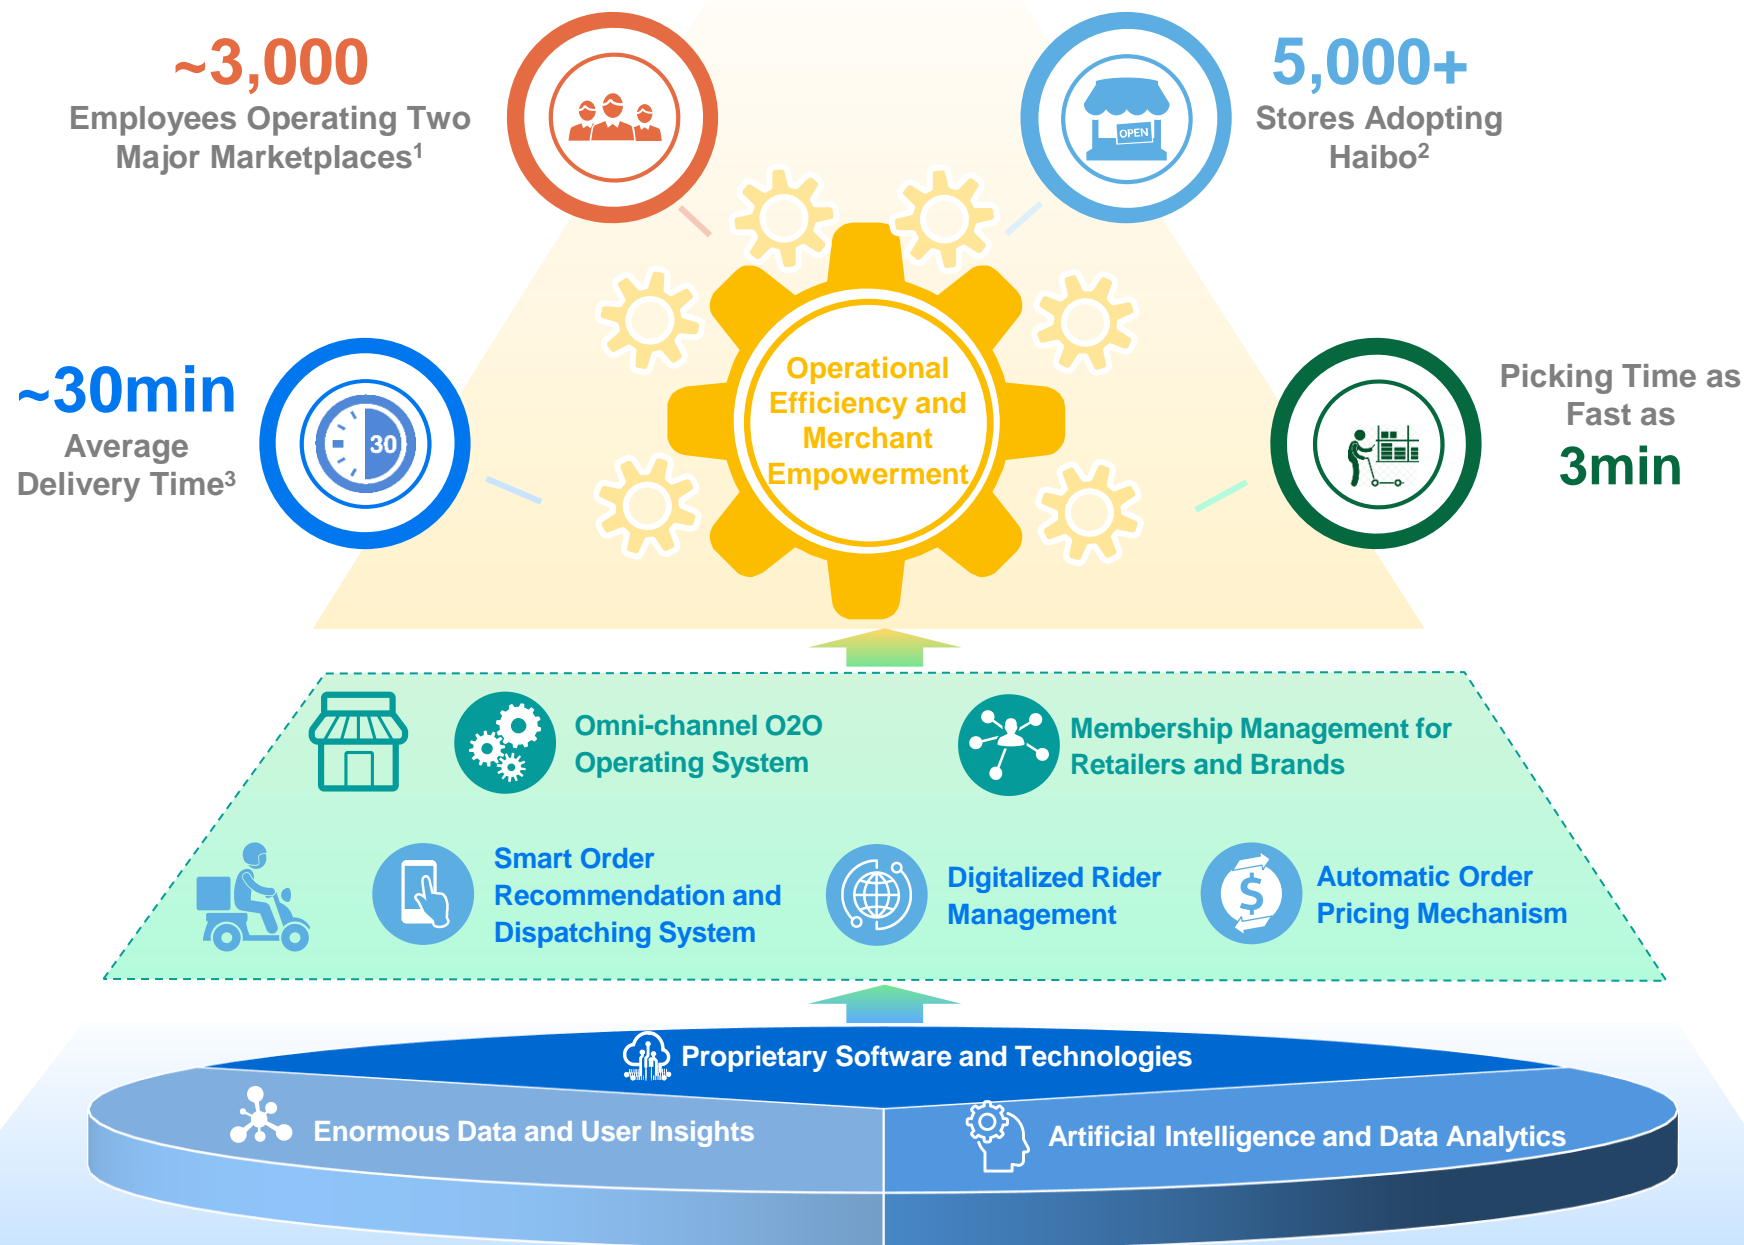 ~3,000
Employees Operating Two
Major Marketplaces¹
5,000+
Stores Adopting
Haibo²
OPEN
~30min
Average
Delivery Time³
30
Operational
Efficiency and
Merchant
Empowerment
Picking Time as
Fast as
3min
Omni-channel O2O
Operating System
Membership Management for
Retailers and Brands
Smart Order
Recommendation and
Dispatching System
Digitalized Rider
Management
$
Automatic Order
Pricing Mechanism
Proprietary Software and Technologies
Enormous Data and User Insights
Artificial Intelligence and Data Analytics